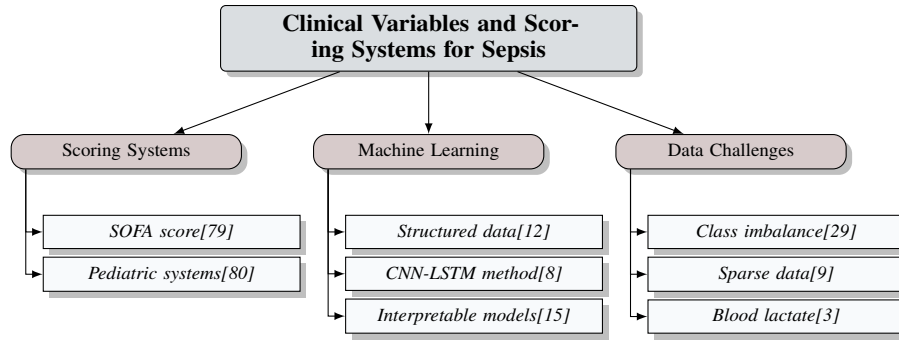 Clinical Variables and Scor-
ing Systems for Sepsis
Scoring Systems
Machine Learning
Data Challenges
SOFA score[79]
Structured data[12]
Class imbalance[29]
Pediatric systems[80]
CNN-LSTM method[8]
Sparse data[9]
Interpretable models[15]
Blood lactate[3]